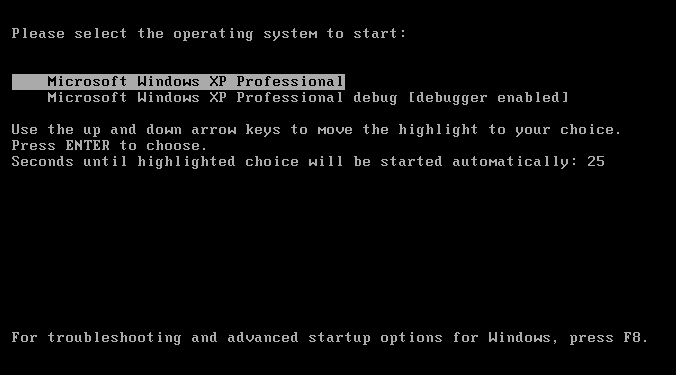 Please select the operating system to start:
Microsoft Windows XP Professional
Microsoft Windows XP Professional debug [debugger enabled]
Use the up and down arrow keys to move the highlight to your choice.
Press ENTER to choose.
Seconds until highlighted choice will be started automatically: 25
For troubleshooting and advanced startup options for Windows, press F8.